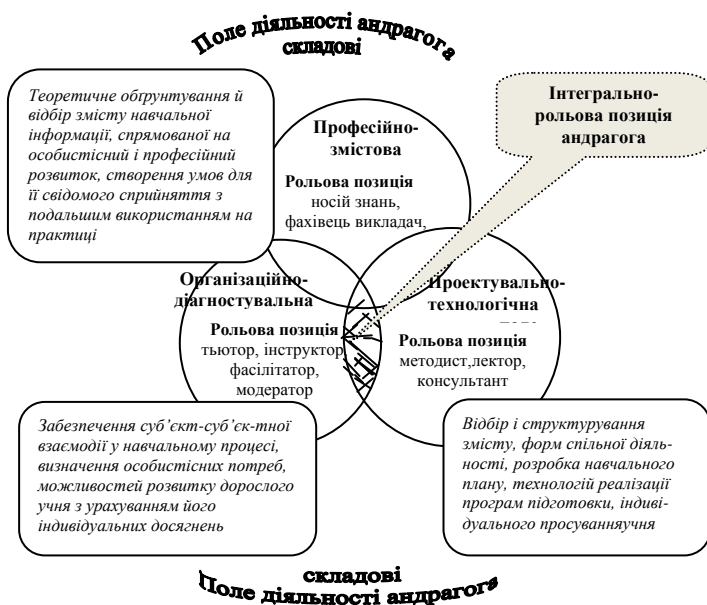 Поле діяльності андрагога
складові
Теоретичне обґрунтування й
відбір змісту навчальної
інформації, спрямованої на
особистісний і професійний
розвиток, створення умов для
її свідомого сприйняття з
подальшим використанням на
практиці
Професійно-
змістова
Рольова позиція
носій знань,
фахівець викладач,
Інтегрально-
рольова позиція
андрагога
Організаційно-
діагностувальна
Рольова позиція
тьютор, інструктор,
фасілітатор,
модератор
Проектувально-
технологічна
Рольова позиція
методист,лектор,
консультант
Забезпечення суб’єкт-суб’єк-тної
взаємодії у навчальному процесі,
визначення особистісних потреб,
можливостей розвитку дорослого
учня з урахуванням його
індивідуальних досягнень
Відбір і структурування
змісту, форм спільної діяль-
ності, розробка навчального
плану, технологій реалізації
програм підготовки, індиві-
дуального просуванняучня
складові
Поле діяльності андрагога